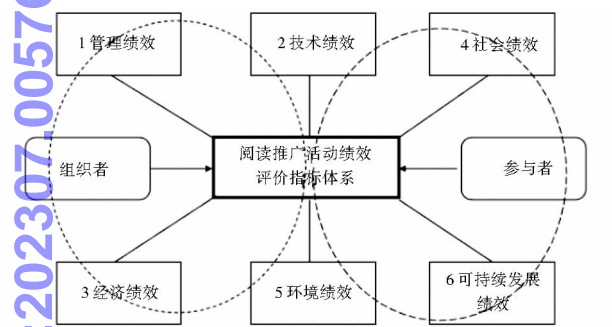 1 管理绩效
2 技术绩效
4 社会绩效
组织者
阅读推广活动绩效
评价指标体系
参与者
3 经济绩效
5 环境绩效
6 可持续发展
绩效
202307.0057